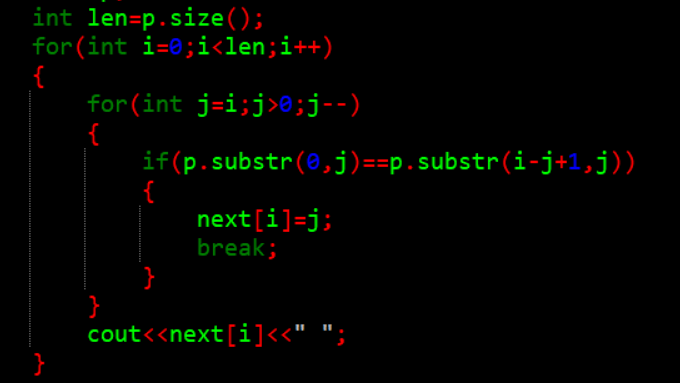 int len=p.size();
for(int i=0;i<len;i++)
{
for(int j=i;j>0;j--)
{
if(p.substr(0,j)==p.substr(i-j+1,j))
{
next[i]=j;
break;
}
}
cout<<next[i]<<" ";
}